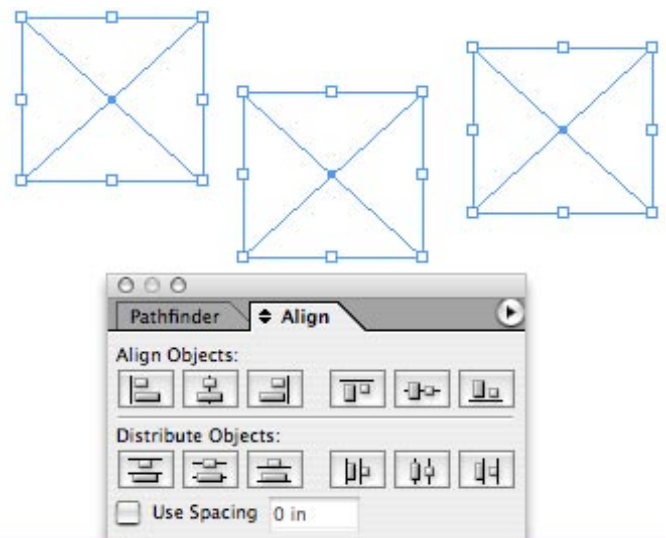 Pathfinder Align
Align Objects:
Distribute Objects:
Use Spacing 0 in